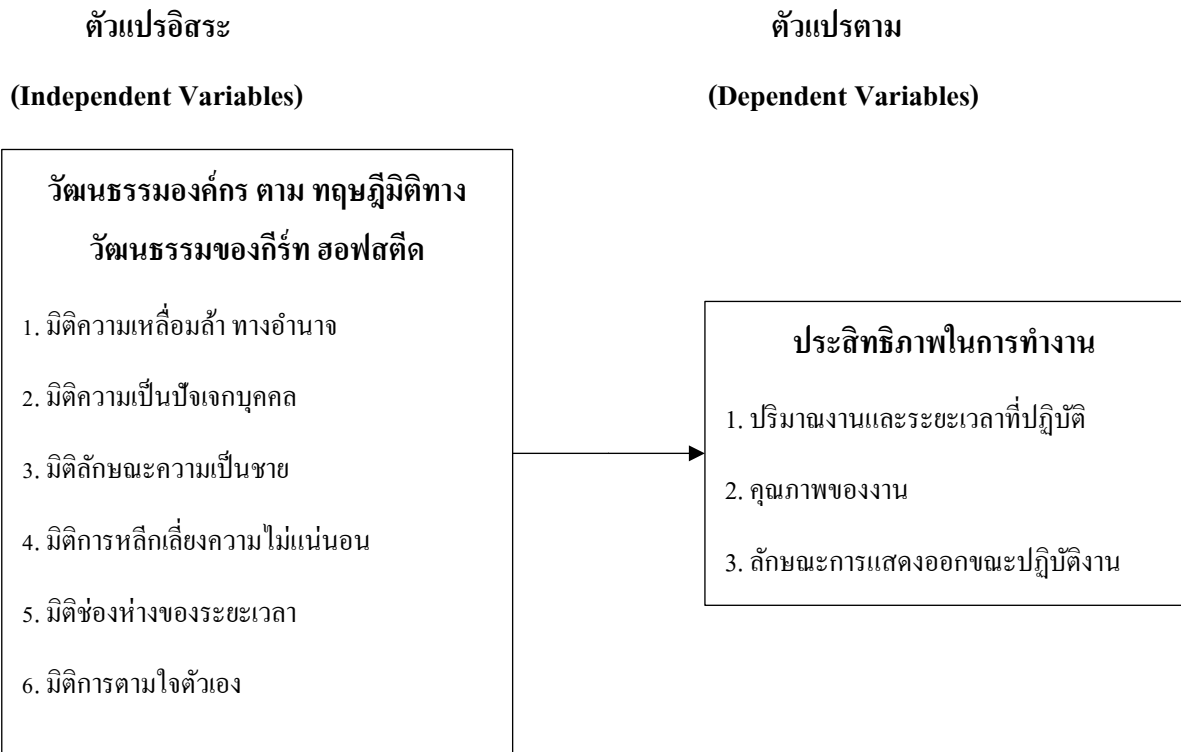 ตัวแปรอิสระ
(Independent Variables)
ตัวแปรตาม
(Dependent Variables)
วัฒนธรรมองค์กร ตาม ทฤษฎีมิติทาง
วัฒนธรรมของกีร์ท ฮอฟสตีด
1. มิติความเหลื่อมล้า ทางอำนาจ
2. มิติความเป็นปัจเจกบุคคล
3. มิติลักษณะความเป็นชาย
4. มิติการหลีกเลี่ยงความไม่แน่นอน
5. มิติช่องห่างของระยะเวลา
6. มิติการตามใจตัวเอง
ประสิทธิภาพในการทำงาน
1. ปริมาณงานและระยะเวลาที่ปฏิบัติ
2. คุณภาพของงาน
3. ลักษณะการแสดงออกขณะปฏิบัติงาน